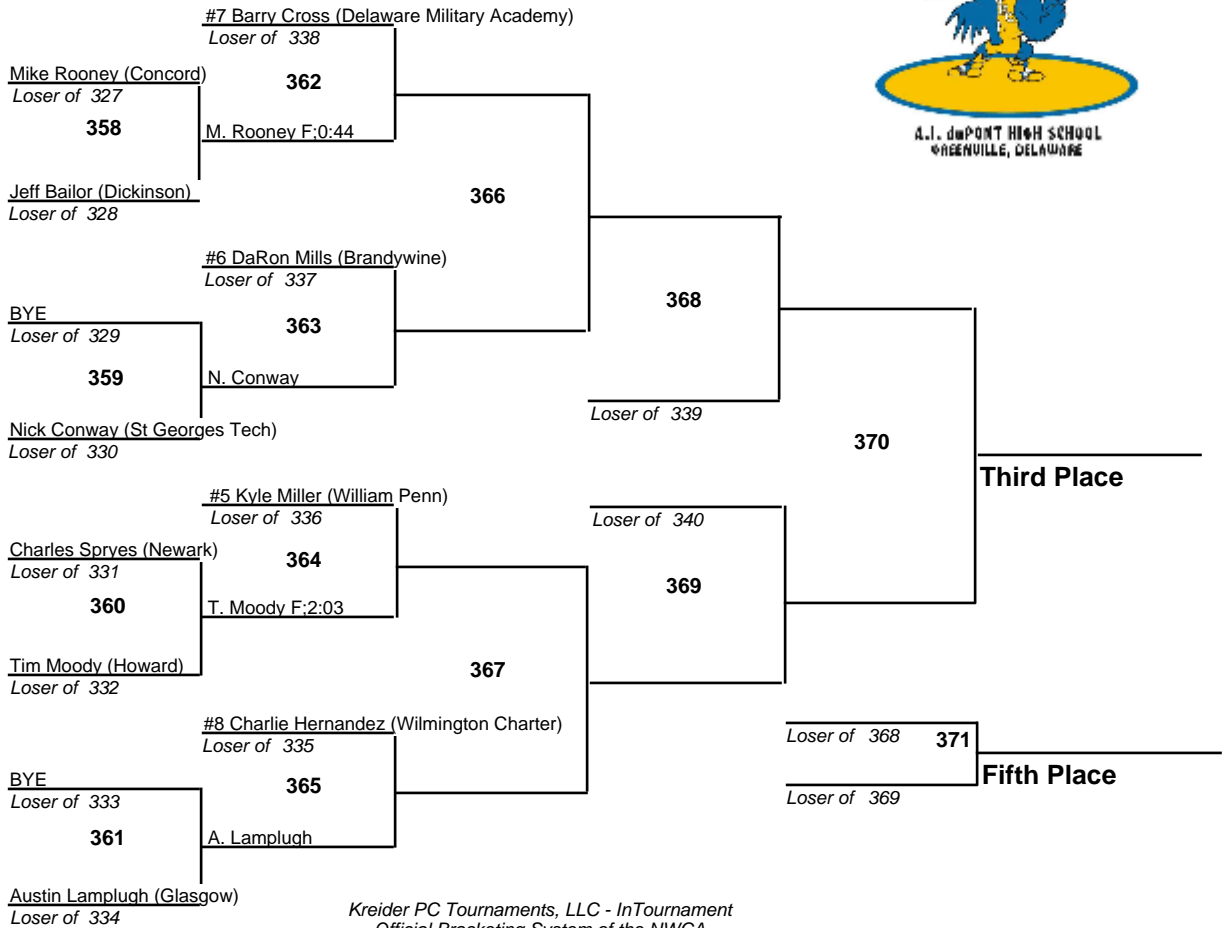 #7 Barry Cross (Delaware Military Academy)
Loser of 338
Mike Rooney (Concord)
Loser of 327
362
358
M. Rooney F;0:44
A.I. duPONT HIGH SCHOOL
GREENVILLE, DELAWARE
Jeff Bailor (Dickinson)
Loser of 328
366
#6 DaRon Mills (Brandywine)
Loser of 337
368
BYE
Loser of 329
363
359
N. Conway
Loser of 339
Nick Conway (St Georges Tech)
Loser of 330
370
Third Place
#5 Kyle Miller (William Penn)
Loser of 336
Loser of 340
Charles Spryes (Newark)
Loser of 331
364
369
360
T. Moody F;2:03
Tim Moody (Howard)
Loser of 332
367
#8 Charlie Hernandez (Wilmington Charter)
Loser of 335
Loser of 368
371
Fifth Place
BYE
Loser of 333
365
Loser of 369
361
A. Lamplugh
Austin Lamplugh (Glasgow)
Loser of 334
Kreider PC Tournaments, LLC - InTournament
Official Bracketing System of the NWCA